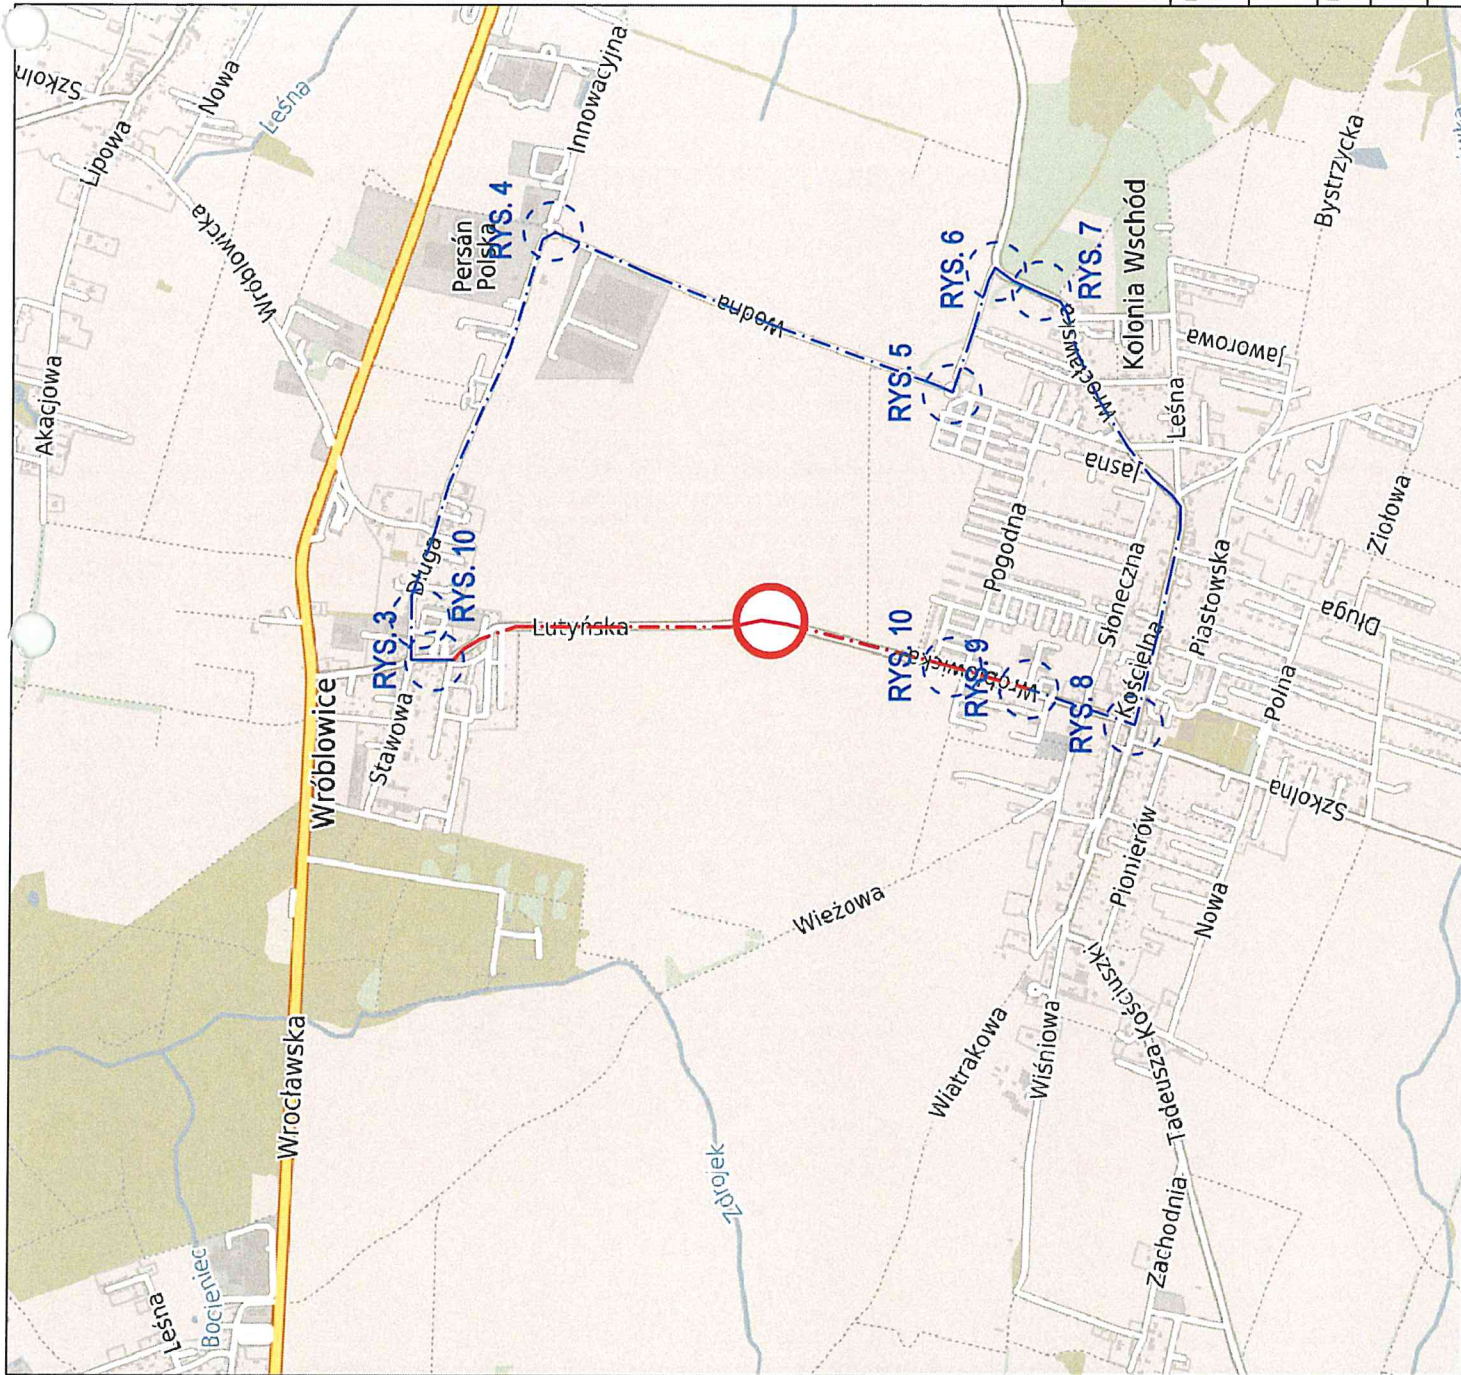 Szkoln
Nowa
Lipowa
Leśna
Innowacyjna
Wróblowicka
Akacjowa
Persán
Polska
RYS. 4
RYS. 6
RYS. 7
Bystrzycka
Kolonia Wschód
Wodna
Jaworowa
Wrocławska
RYS. 5
Leśna
Jasna
Długa
RYS. 10
RYS. 3
Pogodna
Ziołowa
Słoneczna
Piastowska
Długa
Lutyńska
RYS. 10
Wróblowicka
RYS. 9
RYS. 8
Kościelna
Polna
Wróblowice
Stawowa
Szkolna
Pionierów
Nowa
Wieżowa
Tadeusza Kościuszki
Wiatrakowa
Wiśniowa
Wrocławska
Zdrojek
Zachodnia
Bocieniec
Leśna